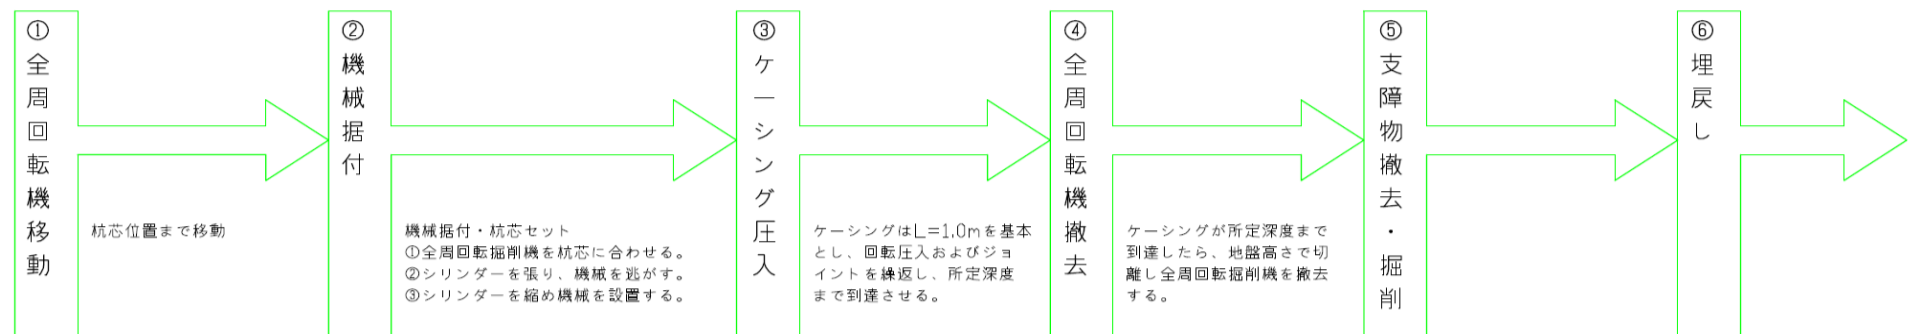 ①全周回転機移動
杭芯位置まで移動
②機械据付
機械据付・杭芯セット
①全周回転掘削機を杭芯に合わせる。
②シリンダーを張り、機械を逃がす。
③シリンダーを縮め機械を設置する。
③ケーシング圧入
ケーシングはL=1.0mを基本
とし、回転圧入およびジョ
イントを繰返し、所定深度
まで到達させる。
④全周回転機撤去
ケーシングが所定深度まで
到達したら、地盤高さで切
離し全周回転掘削機を撤去
する。
⑤支障物撤去・掘削
⑥埋戻し